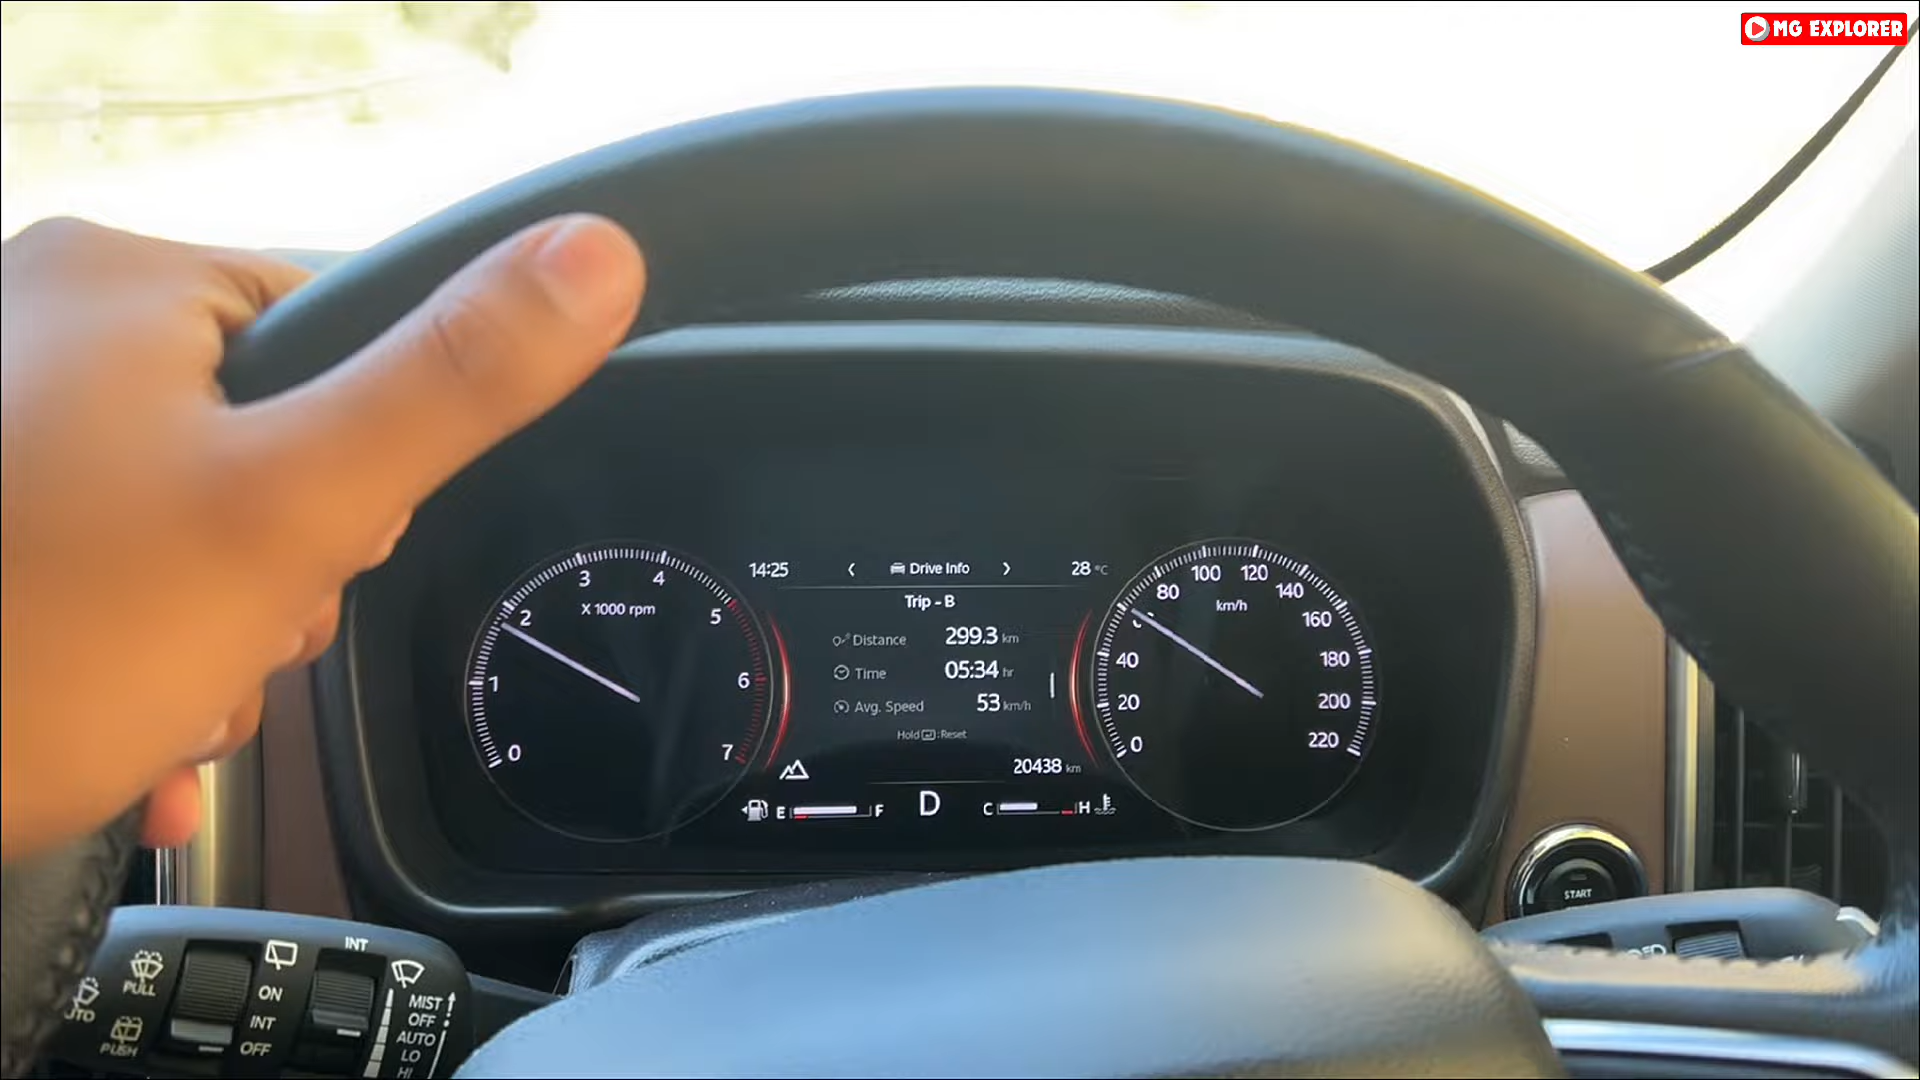 MG EXPLORER
14:25 < Drive Info > 28 °C
Trip - B
Distance 299.3 km
Time 05:34 hr
Avg. Speed 53 km/h
Hold : Reset
20438 km
E F D C H
0 1 2 3 4 5 6 7
X 1000 rpm
0 20 40 80 100 120 140 160 180 200 220
km/h
START
PULL
ON
INT
OFF
PUSH
INT
MIST
OFF
AUTO
LO
HI